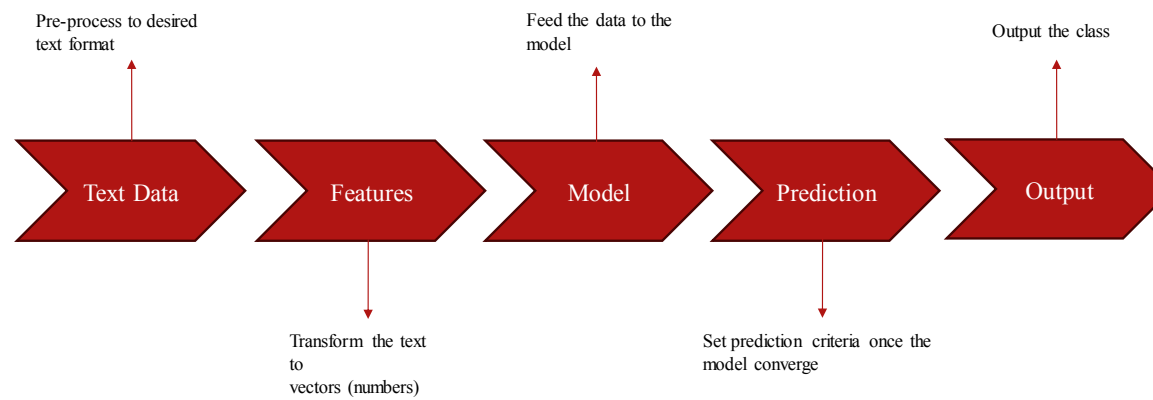 Pre-process to desired
text format
Feed the data to the
model
Output the class
Text Data
Features
Model
Prediction
Output
Transform the text
to
vectors (numbers)
Set prediction criteria once the
model converge